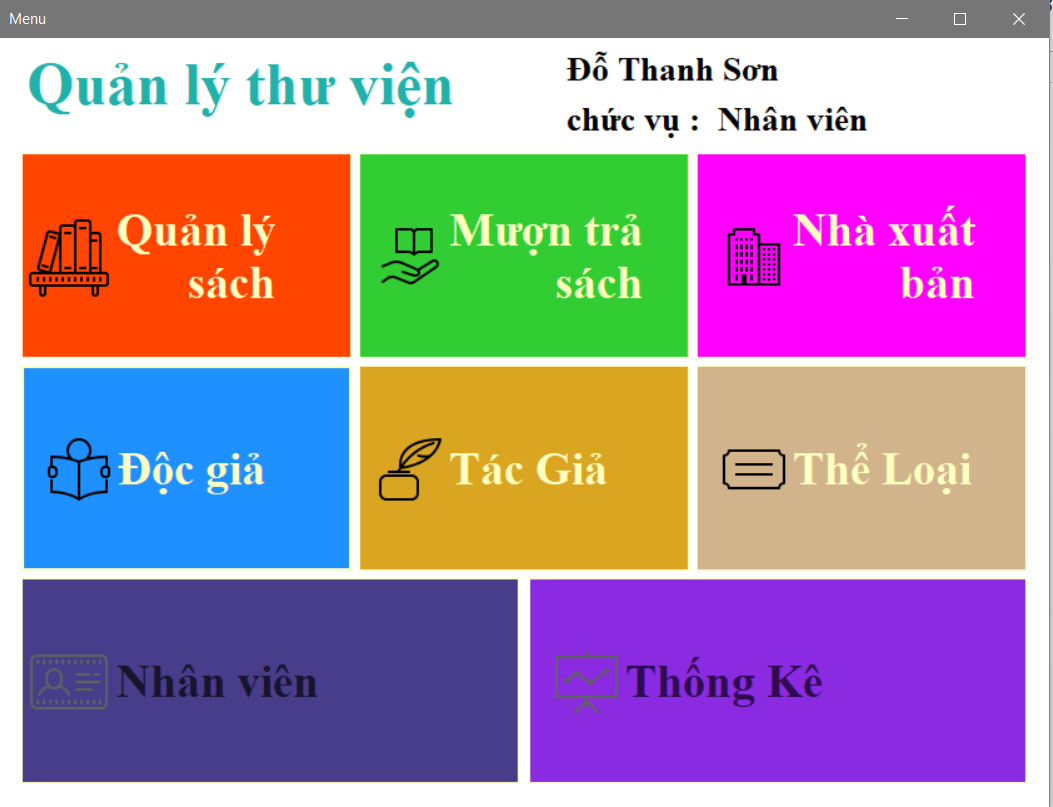 Menu
Quản lý thư viện
Đỗ Thanh Sơn
chức vụ : Nhân viên
Quản lý
sách
Mượn trả
sách
Nhà xuất
bản
Độc giả
Tác Giả
Thể Loại
Nhân viên
Thống Kê